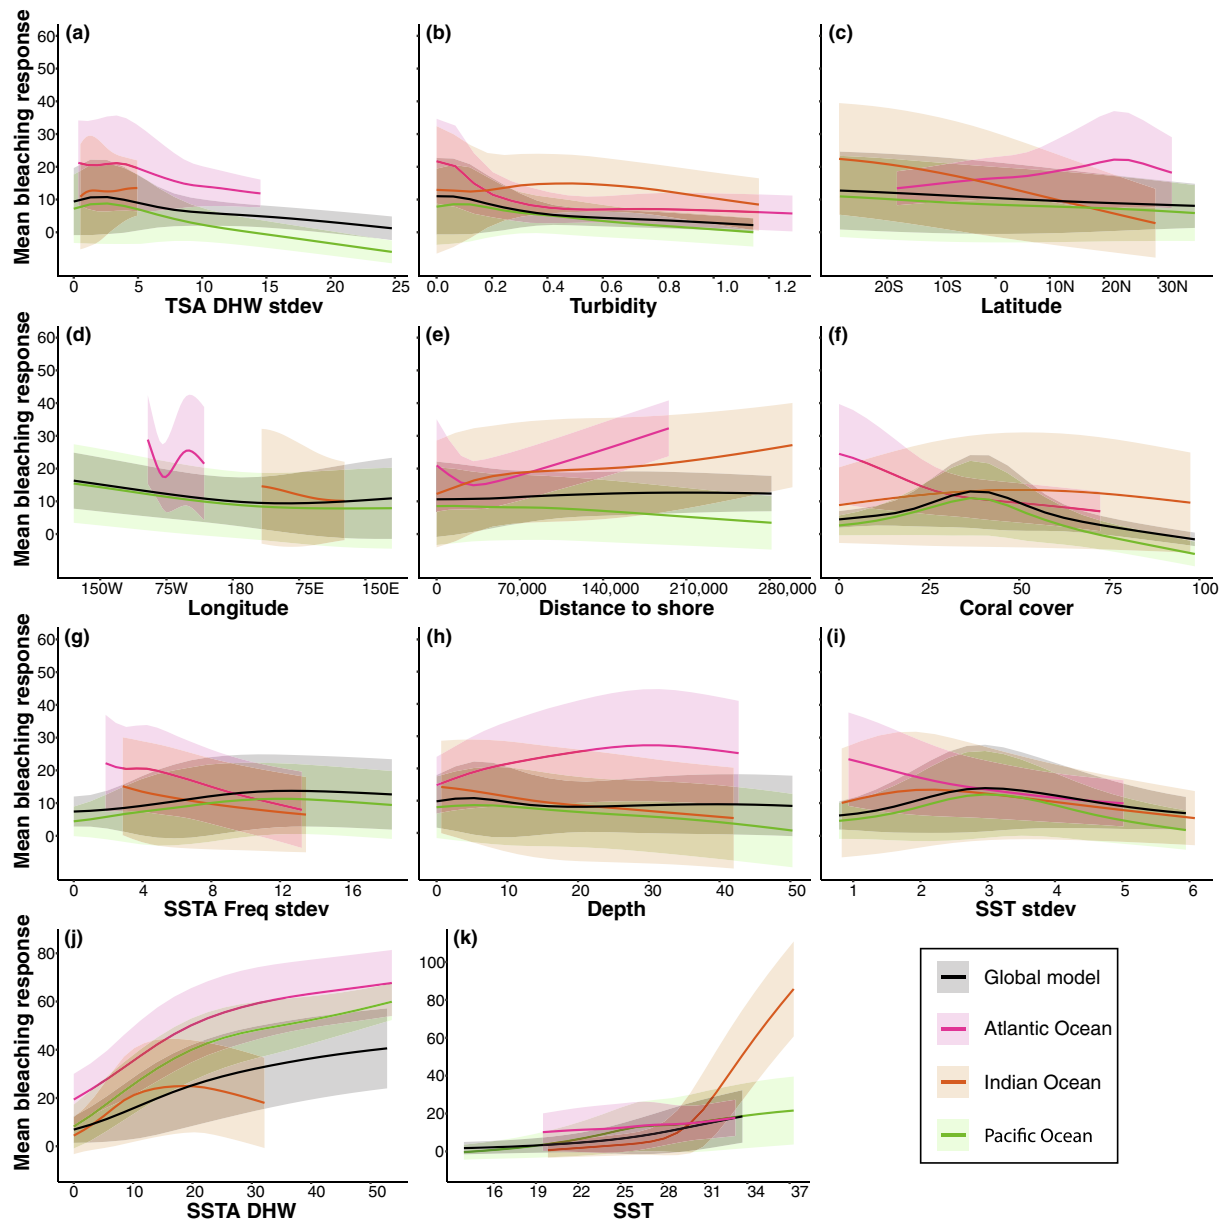 (a) (b) (c)
Mean bleaching response
60 50 40 30 20 10 0
0 5 10 15 20 25
TSA DHW stdev
0.0 0.2 0.4 0.6 0.8 1.0 1.2
Turbidity
20S 10S 0 10N 20N 30N
Latitude
(d) (e) (f)
Mean bleaching response
60 50 40 30 20 10 0
150W 75W 180 75E 150E
Longitude
0 70,000 140,000 210,000 280,000
Distance to shore
0 25 50 75 100
Coral cover
(g) (h) (i)
Mean bleaching response
60 50 40 30 20 10 0
0 4 8 12 16
SSTA Freq stdev
0 10 20 30 40 50
Depth
1 2 3 4 5 6
SST stdev
(j) (k)
Mean bleaching response
80 60 40 20 0
0 10 20 30 40 50
SSTA DHW
100 80 60 40 20 0
16 19 22 25 28 31 34 37
SST
Global model
Atlantic Ocean
Indian Ocean
Pacific Ocean